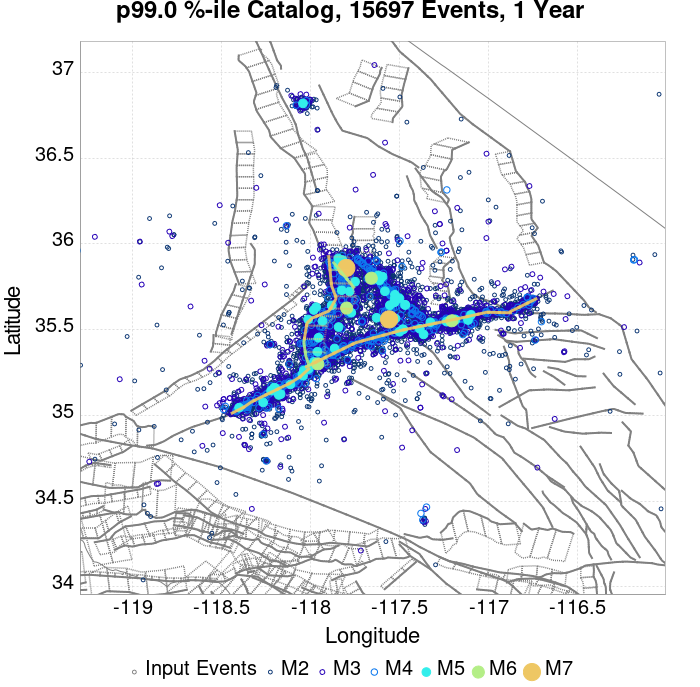 p99.0 %-ile Catalog, 15697 Events, 1 Year
37
36.5
36
35.5
35
34.5
34
Latitude
-119 -118.5 -118 -117.5 -117 -116.5
Longitude
Input Events M2 M3 M4 M5 M6 M7